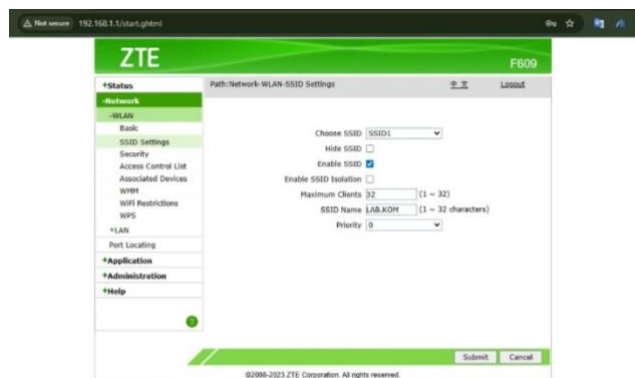 Not secure 192.168.1.1/start.ghtml
ZTE
F609
+Status
Path:Network-WLAN-SSID Settings
中文
Logout
-Network
-WLAN
Basic
SSID Settings
Security
Access Control List
Associated Devices
WMM
WiFi Restrictions
WPS
+LAN
Port Locating
+Application
+Administration
+Help
?
Choose SSID SSID1
Hide SSID
Enable SSID
Enable SSID Isolation
Maximum Clients 32 (1 ~ 32)
SSID Name LAB.KOM (1 ~ 32 characters)
Priority 0
Submit Cancel
©2008-2023 ZTE Corporation. All rights reserved.